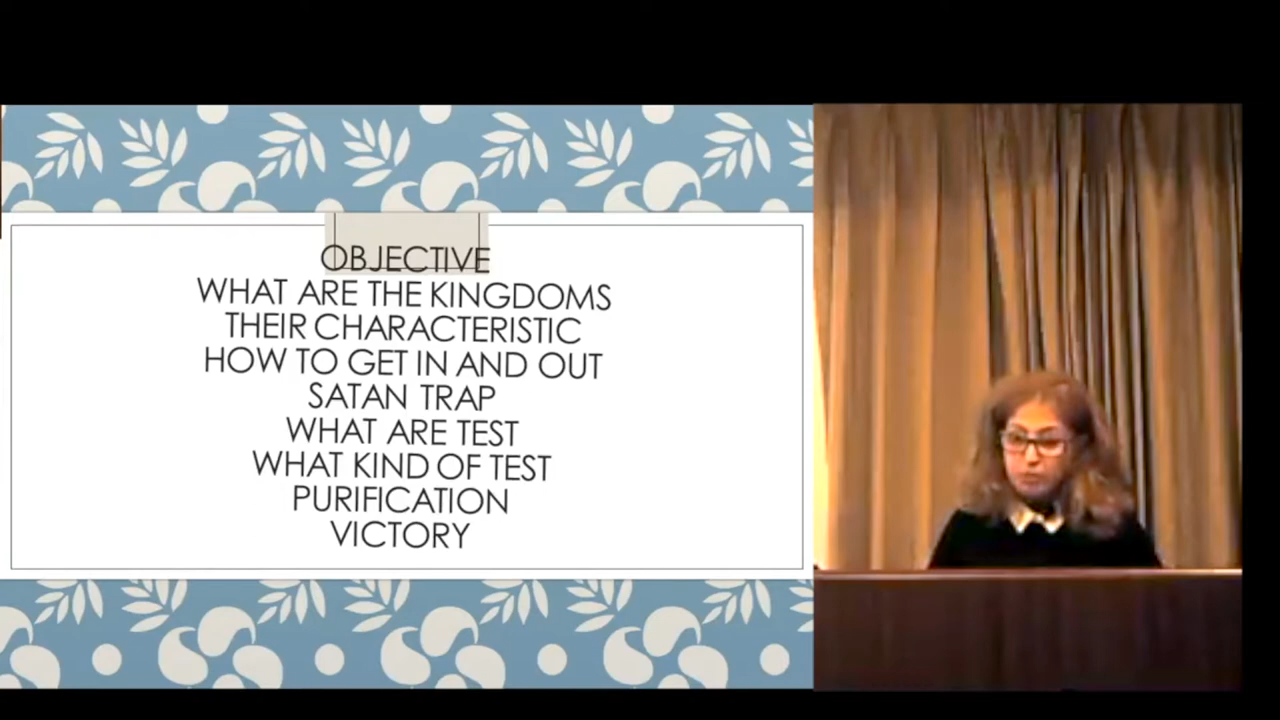 OBJECTIVE
WHAT ARE THE KINGDOMS
THEIR CHARACTERISTIC
HOW TO GET IN AND OUT
SATAN TRAP
WHAT ARE TEST
WHAT KIND OF TEST
PURIFICATION
VICTORY